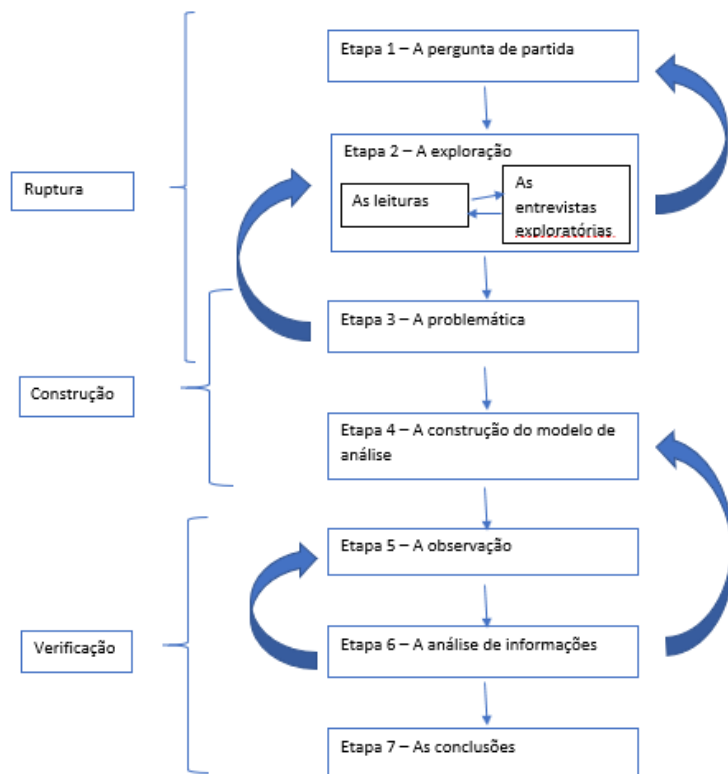 Etapa 1 – A pergunta de partida
Etapa 2 – A exploração
As leituras
As
entrevistas
exploratórias
Ruptura
Etapa 3 – A problemática
Construção
Etapa 4 – A construção do modelo de
análise
Etapa 5 – A observação
Verificação
Etapa 6 – A análise de informações
Etapa 7 – As conclusões